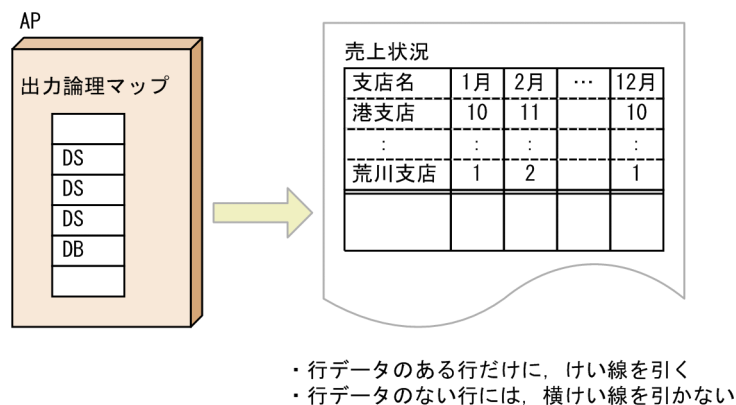 AP
出力論理マップ
DS
DS
DS
DB
売上状況
支店名 1月 2月 … 12月
港支店 10 11 10
: : : :
荒川支店 1 2 1
・行データのある行だけに，けい線を引く
・行データのない行には，横けい線を引かない